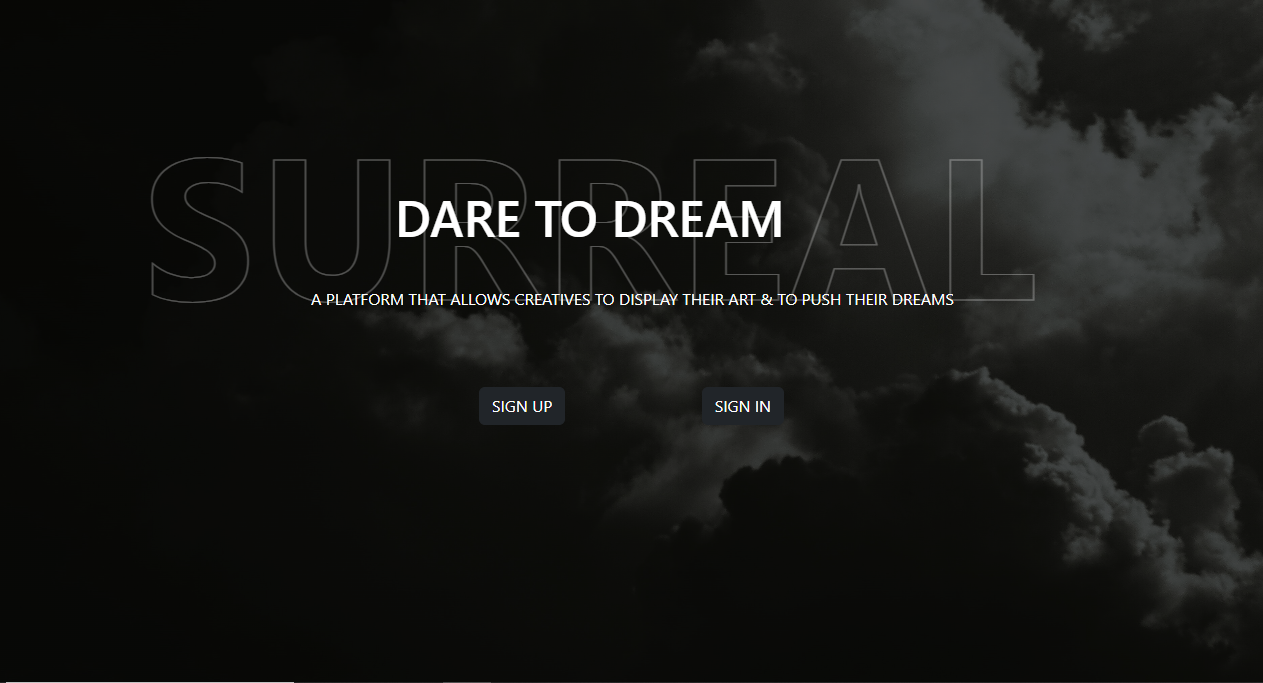 SURREAL
DARE TO DREAM
A PLATFORM THAT ALLOWS CREATIVES TO DISPLAY THEIR ART & TO PUSH THEIR DREAMS
SIGN UP
SIGN IN